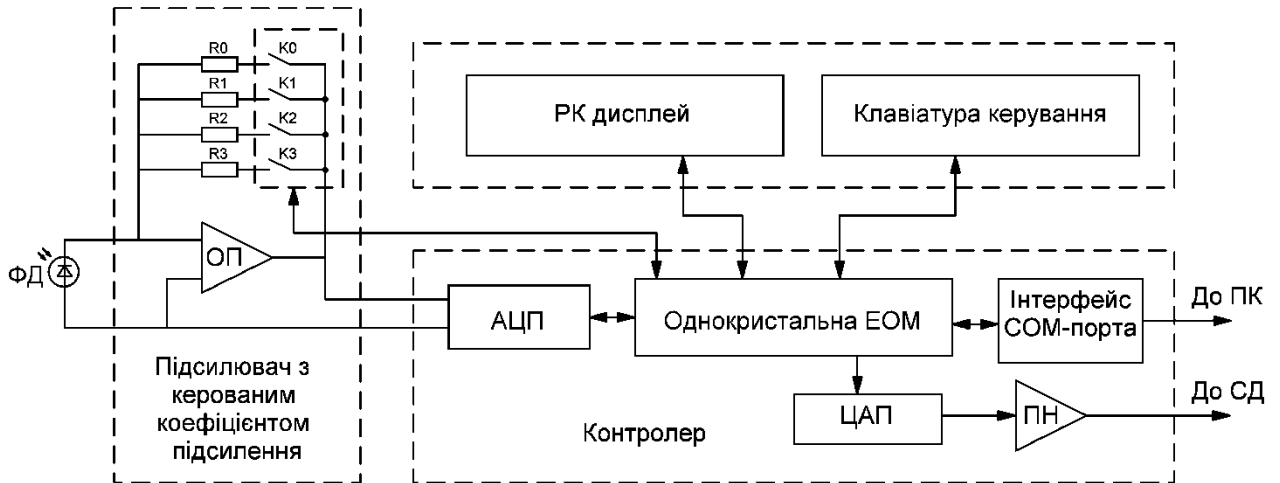 R0
K0
R1
K1
R2
K2
R3
K3
РК дисплей
Клавіатура керування
ФД
ОП
АЦП
Однокристальна ЕОМ
Інтерфейс
COM-порта
До ПК
Підсилювач з
керованим
коефіцієнтом
підсилення
ЦАП
ПН
До СД
Контролер